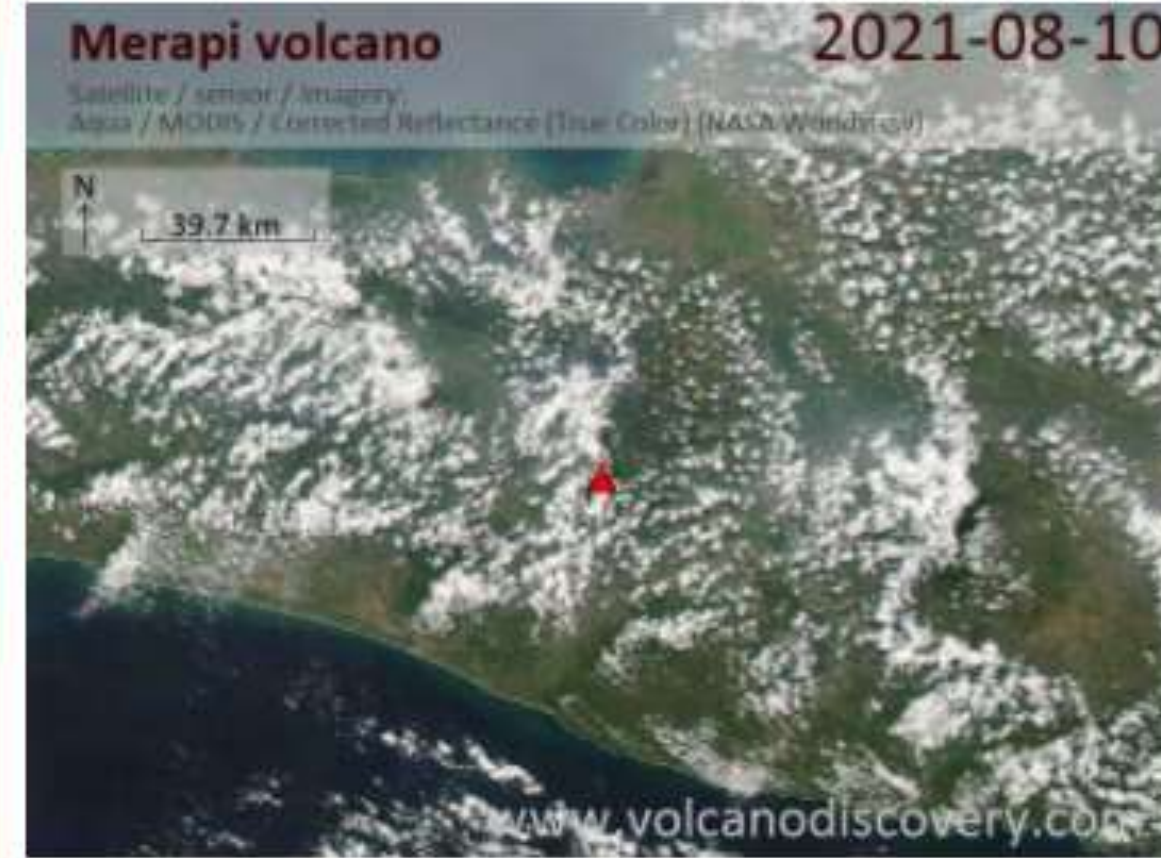 Merapi volcano
2021-08-10
Satellite / sensor / imagery:
Aqua / MODIS / Corrected Reflectance (True Color) (NASA Worldview)
N
39.7 km
www.volcanodiscovery.com